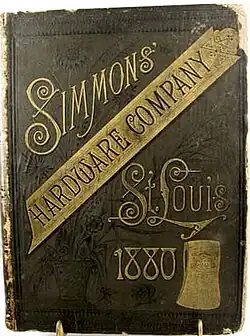 SIMMONS'
HARDWARE COMPANY
St. Louis
1880